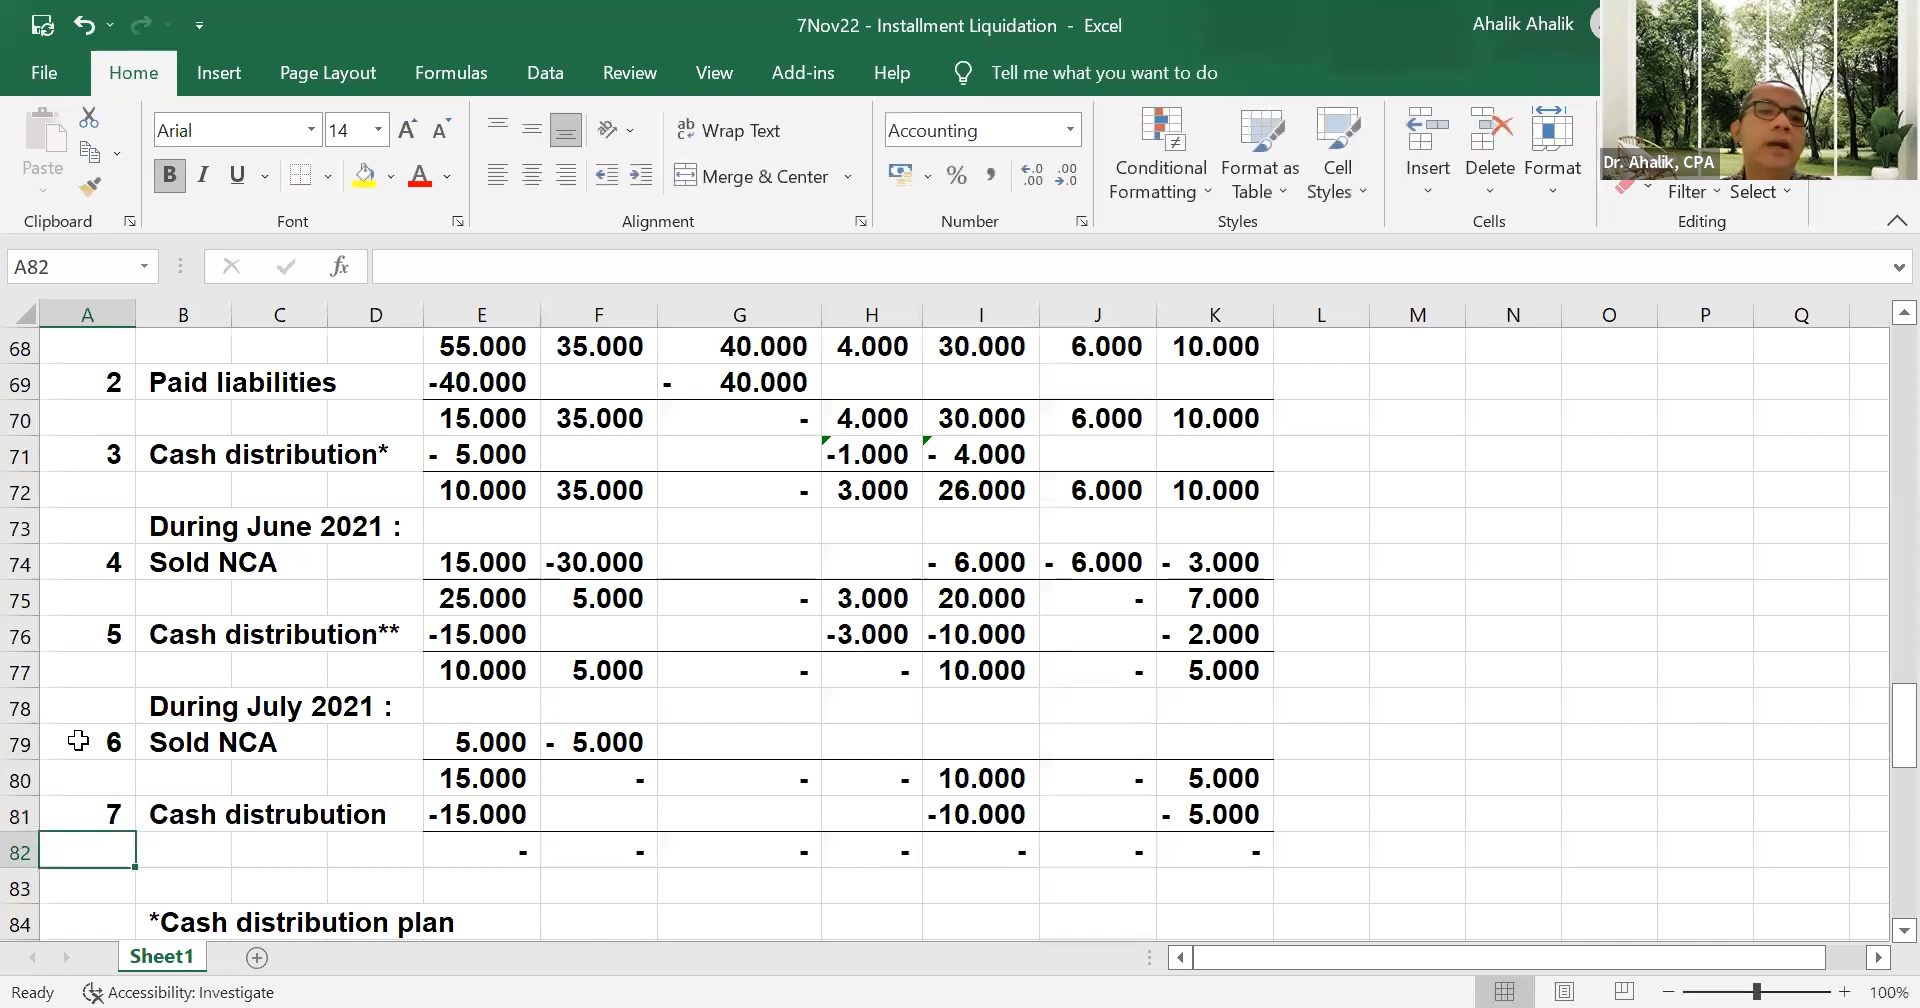 7Nov22 - Installment Liquidation - Excel
Ahalik Ahalik
File Home Insert Page Layout Formulas Data Review View Add-ins Help Tell me what you want to do
Paste
Clipboard
Arial 14
B I U
Font
Wrap Text
Merge & Center
Alignment
Accounting
Number
Conditional Formatting
Format as Table
Cell Styles
Styles
Insert Delete Format
Cells
Dr. Ahalik, CPA
Filter Select
Editing
A82 fx
A B C D E F G H I J K L M N O P Q
68 55.000 35.000 40.000 4.000 30.000 6.000 10.000
69 2 Paid liabilities -40.000 - 40.000
70 15.000 35.000 - 4.000 30.000 6.000 10.000
71 3 Cash distribution* - 5.000 -1.000 - 4.000
72 10.000 35.000 - 3.000 26.000 6.000 10.000
73 During June 2021 :
74 4 Sold NCA 15.000 -30.000 - 6.000 - 6.000 - 3.000
75 25.000 5.000 - 3.000 20.000 - 7.000
76 5 Cash distribution** -15.000 -3.000 -10.000 - 2.000
77 10.000 5.000 - - 10.000 - 5.000
78 During July 2021 :
79 6 Sold NCA 5.000 - 5.000
80 15.000 - - - 10.000 - 5.000
81 7 Cash distrubution -15.000 -10.000 - 5.000
82 - - - - - - -
83
84 *Cash distribution plan
Sheet1
Ready Accessibility: Investigate 100%